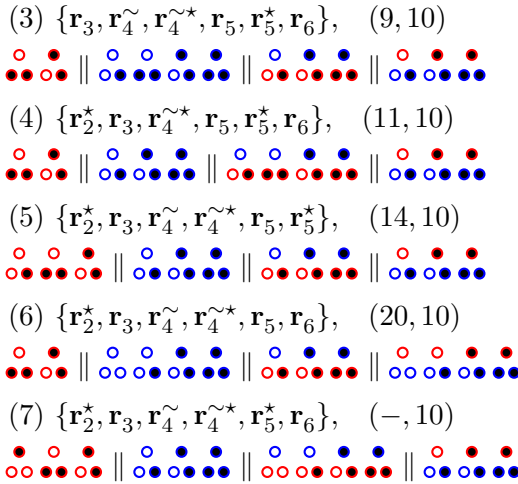 (3) {r₃, r₄~, r₄~⋆, r₅, r₅⋆, r₆}, (9, 10)
‖ ‖ ‖
(4) {r₂⋆, r₃, r₄~⋆, r₅, r₅⋆, r₆}, (11, 10)
‖ ‖ ‖
(5) {r₂⋆, r₃, r₄~, r₄~⋆, r₅, r₅⋆}, (14, 10)
‖ ‖ ‖
(6) {r₂⋆, r₃, r₄~, r₄~⋆, r₅, r₆}, (20, 10)
‖ ‖ ‖
(7) {r₂⋆, r₃, r₄~, r₄~⋆, r₅⋆, r₆}, (−, 10)
‖ ‖ ‖